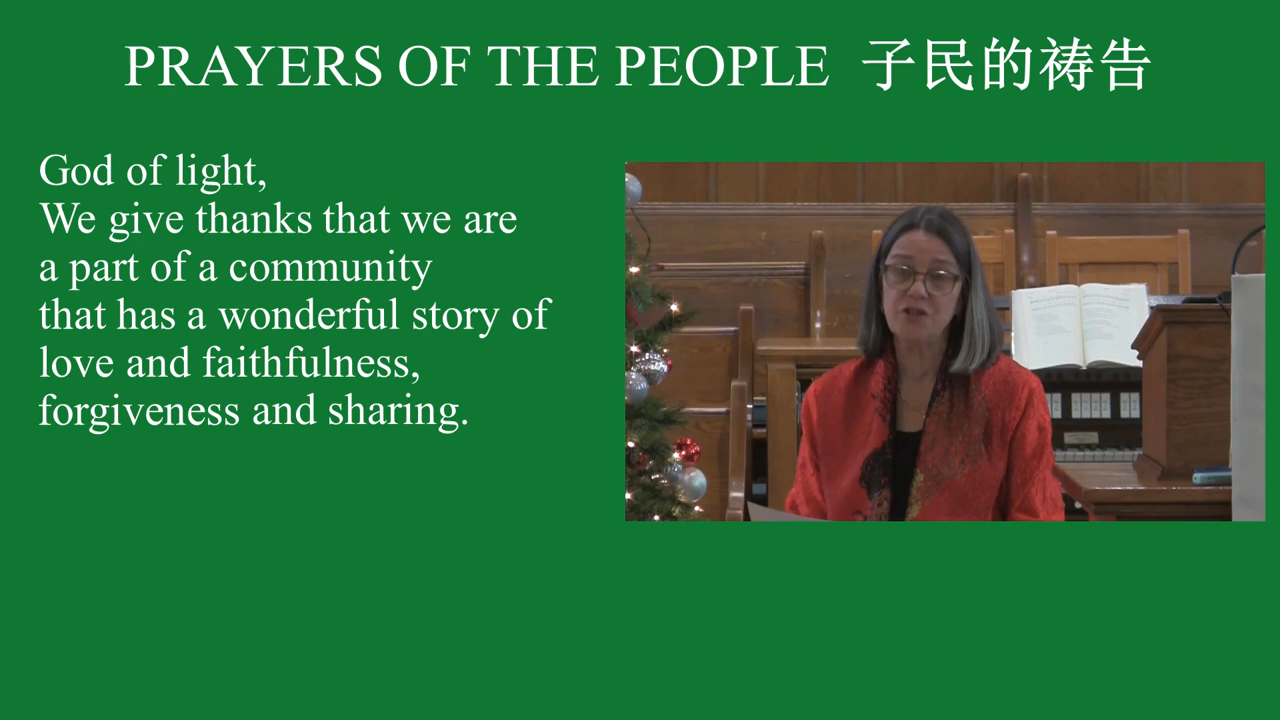 PRAYERS OF THE PEOPLE 子民的祷告
God of light,
We give thanks that we are
a part of a community
that has a wonderful story of
love and faithfulness,
forgiveness and sharing.